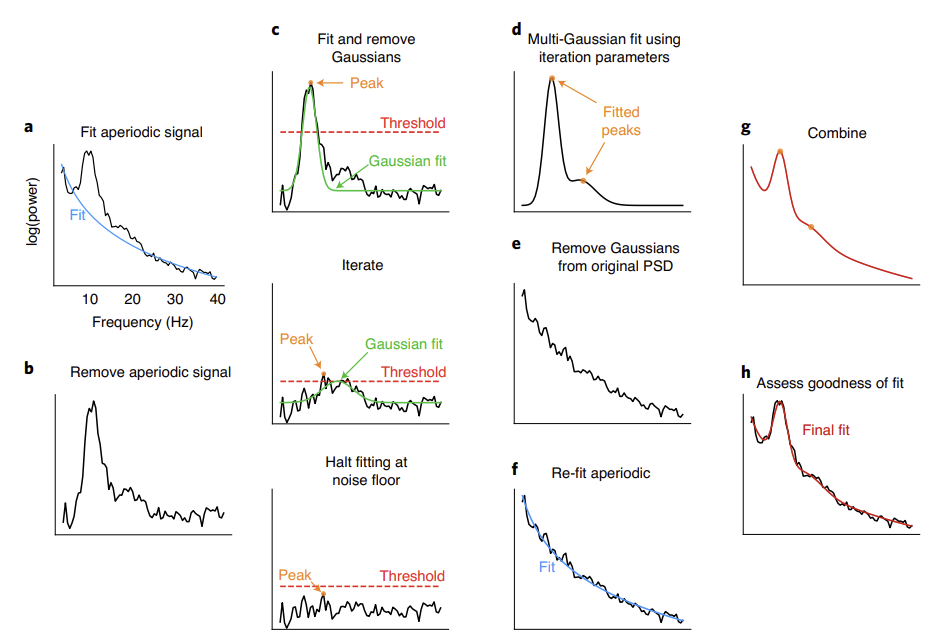 a
Fit aperiodic signal
log(power)
Fit
10 20 30 40
Frequency (Hz)
b
Remove aperiodic signal
c
Fit and remove
Gaussians
Peak
Threshold
Gaussian fit
Iterate
Peak
Gaussian fit
Threshold
Halt fitting at
noise floor
Peak
Threshold
d
Multi-Gaussian fit using
iteration parameters
Fitted
peaks
e
Remove Gaussians
from original PSD
f
Re-fit aperiodic
Fit
g
Combine
h
Assess goodness of fit
Final fit